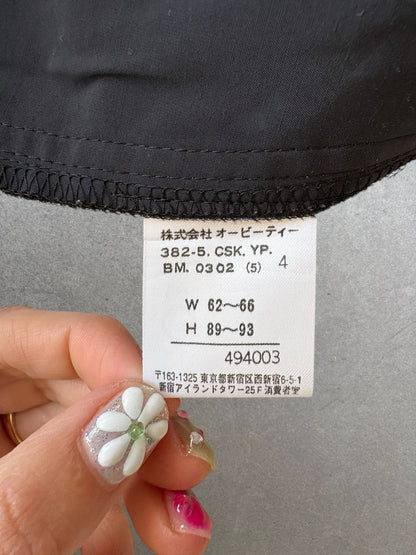 株式会社 オービーティー
382-5. CSK. YP.
BM. 0302 (5) 4
W 62〜66
H 89〜93
494003
〒163-1325 東京都新宿区西新宿6-5-1
新宿アイランドタワー25F 消費者室